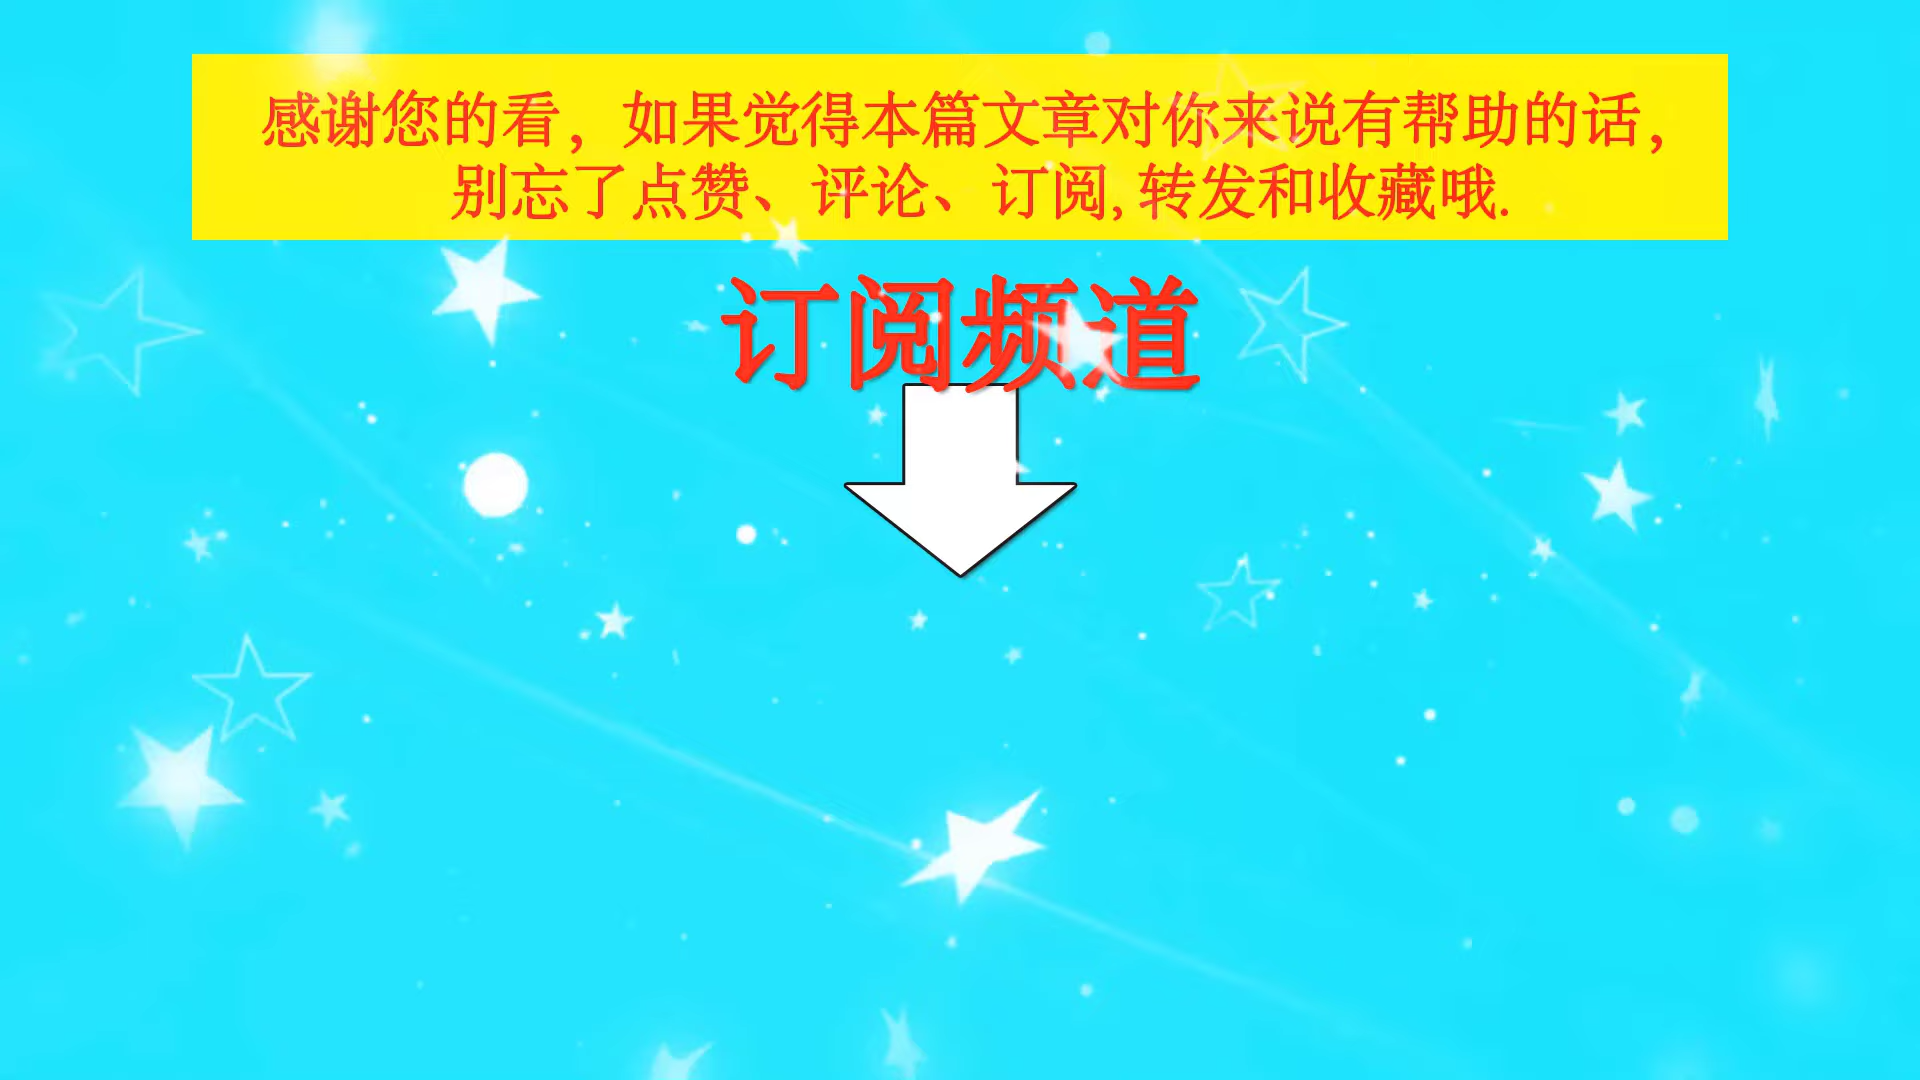 感谢您的看，如果觉得本篇文章对你来说有帮助的话，
别忘了点赞、评论、订阅,转发和收藏哦.
订阅频道